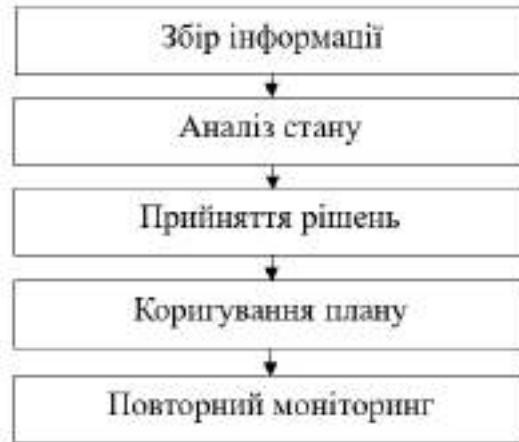 Збір інформації
Аналіз стану
Прийняття рішень
Коригування плану
Повторний моніторинг